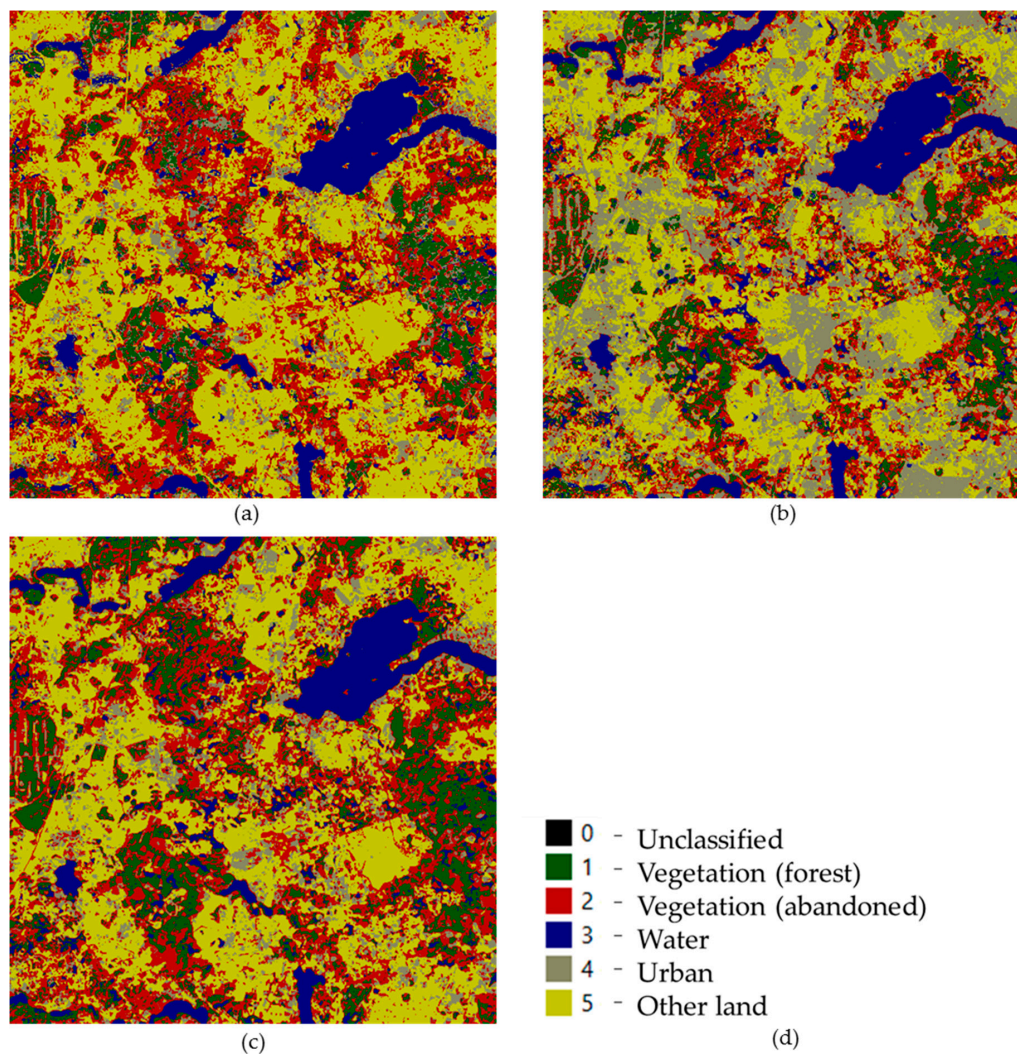 (a)
(b)
0 - Unclassified
1 - Vegetation (forest)
2 - Vegetation (abandoned)
3 - Water
4 - Urban
5 - Other land
(c)
(d)